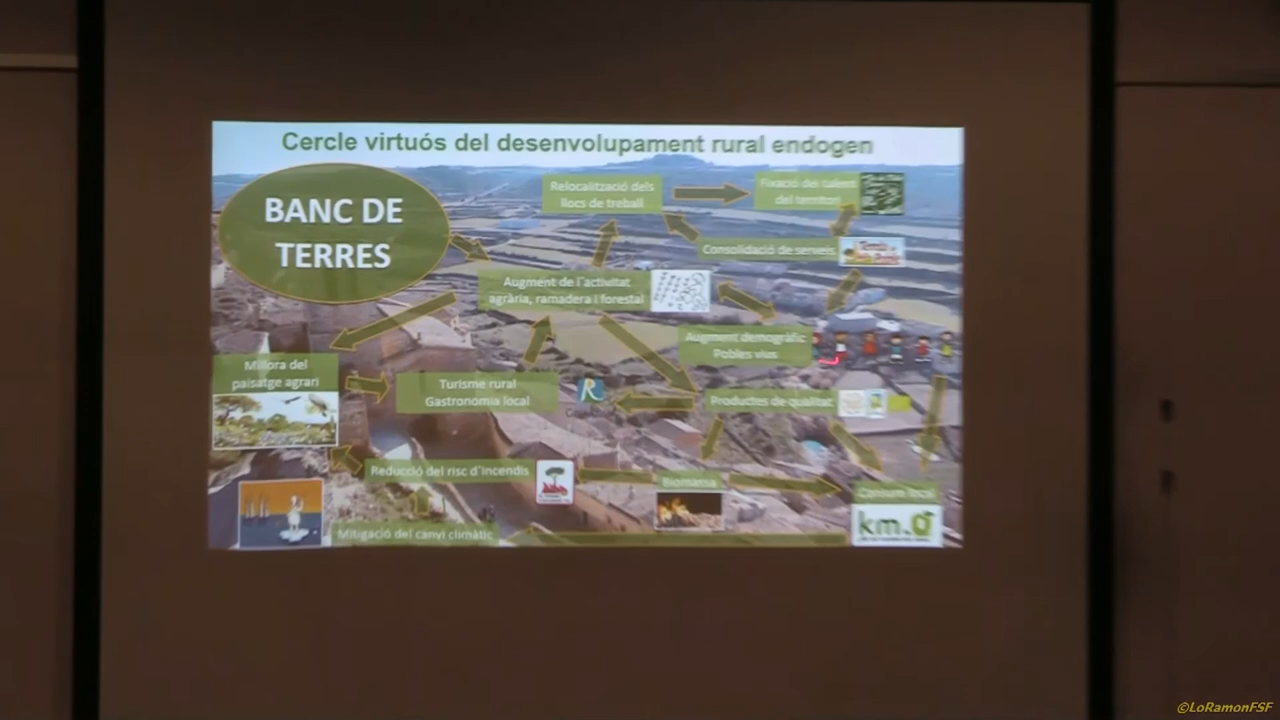 Cercle virtuós del desenvolupament rural endogen
BANC DE
TERRES
Relocalització dels
llocs de treball
Fixació del talent
del territori
Consolidació de serveis
Augment de l'activitat
agrària, ramadera i forestal
Augment demogràfic
Pobles vius
Millora del
paisatge agrari
Turisme rural
Gastronomia local
R
Productes de qualitat
Reducció del risc d'incendis
Biomassa
Consum local
km.0
Mitigació del canvi climàtic
©LoRamonFSF